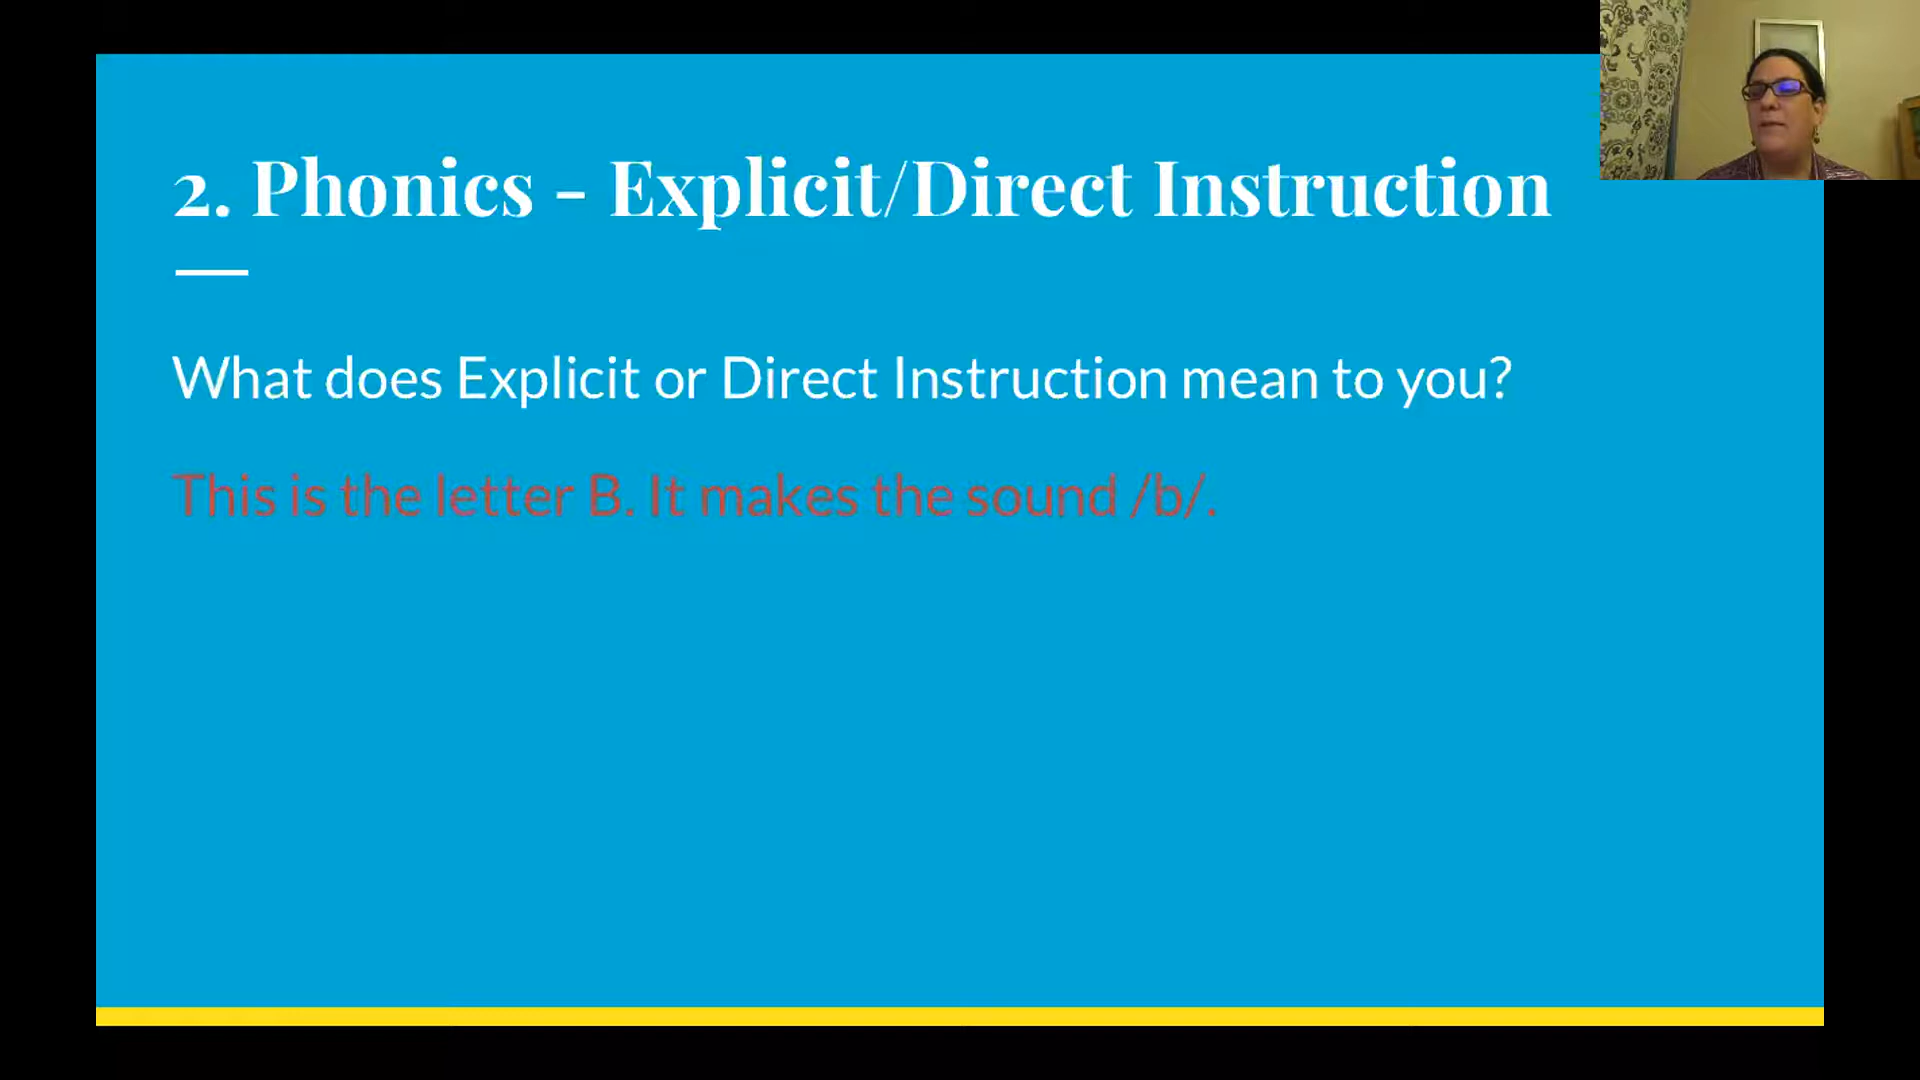 2. Phonics - Explicit/Direct Instruction
What does Explicit or Direct Instruction mean to you?
This is the letter B. It makes the sound /b/.